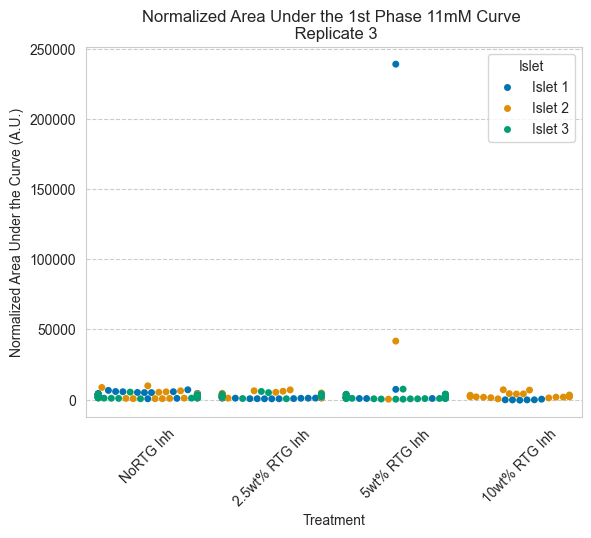 Normalized Area Under the 1st Phase 11mM Curve
Replicate 3
Normalized Area Under the Curve (A.U.)
250000
200000
150000
100000
50000
0
Islet
Islet 1
Islet 2
Islet 3
NoRTG Inh
2.5wt% RTG Inh
5wt% RTG Inh
10wt% RTG Inh
Treatment